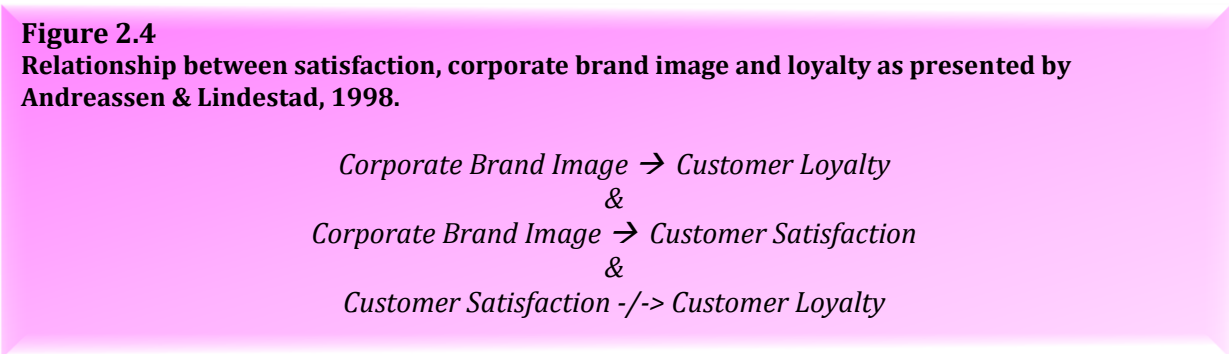 Figure 2.4
Relationship between satisfaction, corporate brand image and loyalty as presented by
Andreassen & Lindestad, 1998.
Corporate Brand Image → Customer Loyalty
&
Corporate Brand Image → Customer Satisfaction
&
Customer Satisfaction -/-> Customer Loyalty